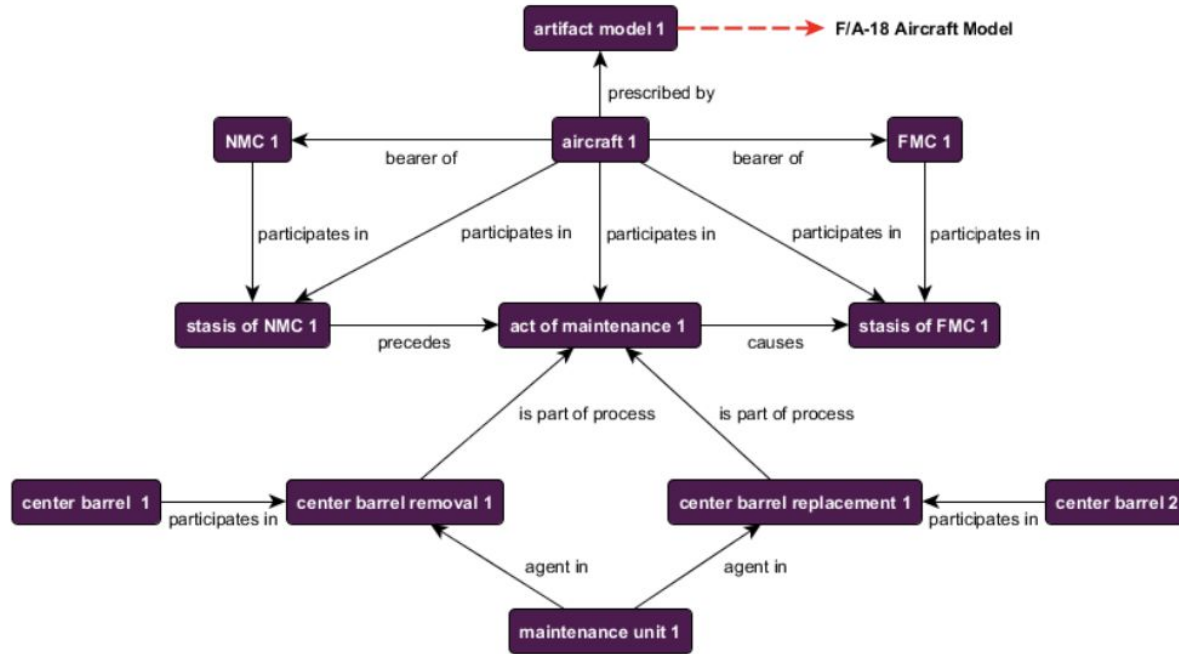 artifact model 1
F/A-18 Aircraft Model
prescribed by
NMC 1
aircraft 1
FMC 1
bearer of
bearer of
participates in
participates in
participates in
participates in
participates in
stasis of NMC 1
act of maintenance 1
stasis of FMC 1
precedes
causes
is part of process
is part of process
center barrel 1
center barrel removal 1
center barrel replacement 1
center barrel 2
participates in
participates in
agent in
agent in
maintenance unit 1